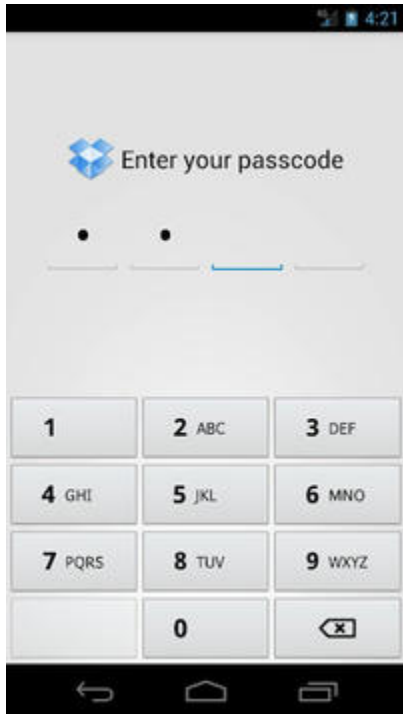 4:21
Enter your passcode
1 2 ABC 3 DEF
4 GHI 5 JKL 6 MNO
7 PQRS 8 TUV 9 WXYZ
0